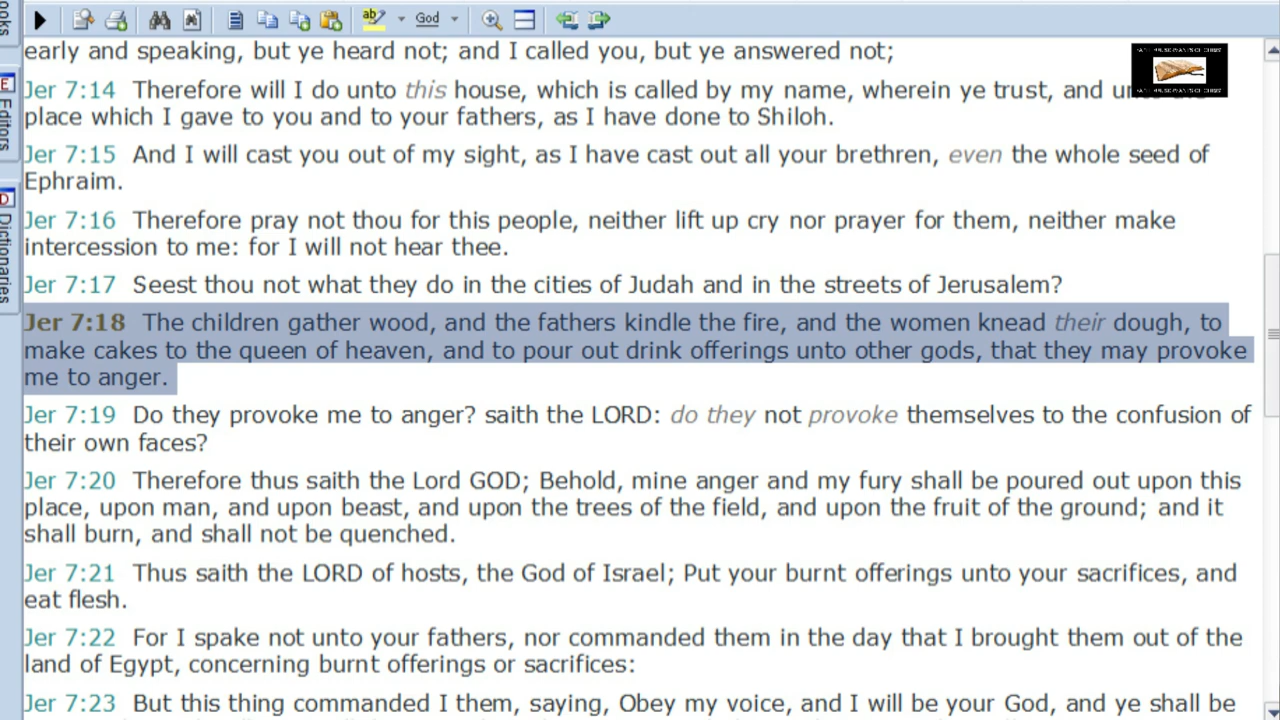 God
early and speaking, but ye heard not; and I called you, but ye answered not;
Jer 7:14 Therefore will I do unto this house, which is called by my name, wherein ye trust, and unto the
place which I gave to you and to your fathers, as I have done to Shiloh.
Jer 7:15 And I will cast you out of my sight, as I have cast out all your brethren, even the whole seed of
Ephraim.
Jer 7:16 Therefore pray not thou for this people, neither lift up cry nor prayer for them, neither make
intercession to me: for I will not hear thee.
Jer 7:17 Seest thou not what they do in the cities of Judah and in the streets of Jerusalem?
Jer 7:18 The children gather wood, and the fathers kindle the fire, and the women knead their dough, to
make cakes to the queen of heaven, and to pour out drink offerings unto other gods, that they may provoke
me to anger.
Jer 7:19 Do they provoke me to anger? saith the LORD: do they not provoke themselves to the confusion of
their own faces?
Jer 7:20 Therefore thus saith the Lord GOD; Behold, mine anger and my fury shall be poured out upon this
place, upon man, and upon beast, and upon the trees of the field, and upon the fruit of the ground; and it
shall burn, and shall not be quenched.
Jer 7:21 Thus saith the LORD of hosts, the God of Israel; Put your burnt offerings unto your sacrifices, and
eat flesh.
Jer 7:22 For I spake not unto your fathers, nor commanded them in the day that I brought them out of the
land of Egypt, concerning burnt offerings or sacrifices:
Jer 7:23 But this thing commanded I them, saying, Obey my voice, and I will be your God, and ye shall be
Editors
Dictionaries